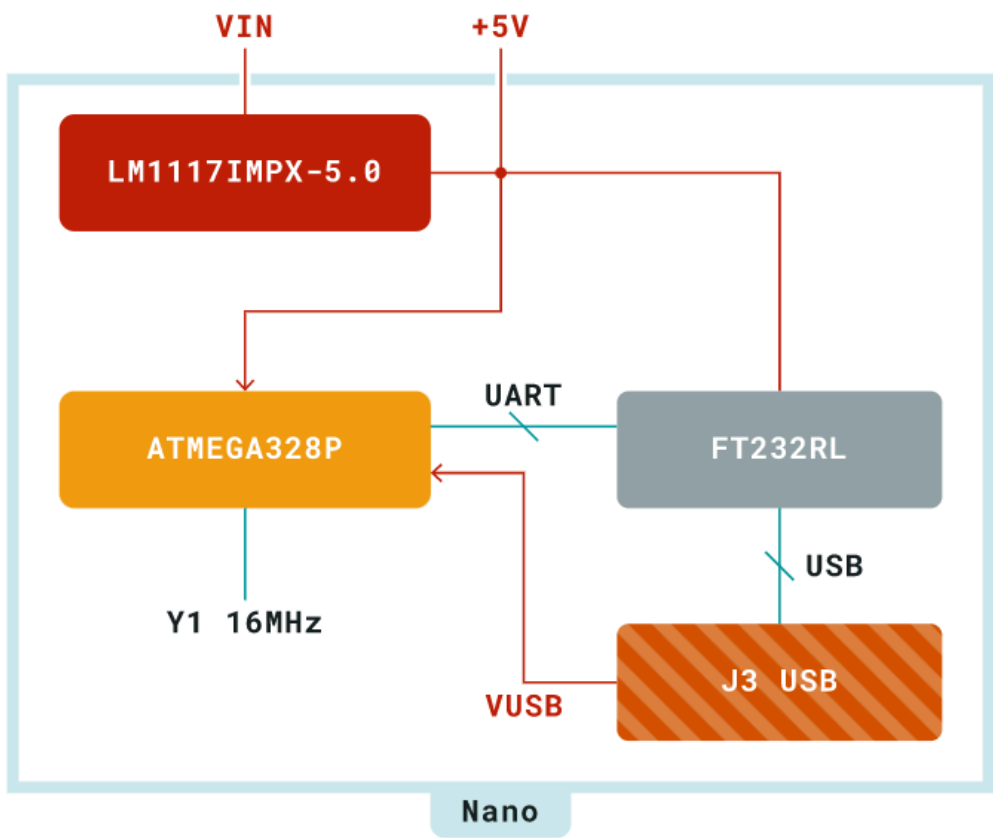 VIN
+5V
LM1117IMPX-5.0
UART
ATMEGA328P
FT232RL
USB
Y1 16MHz
J3 USB
VUSB
Nano